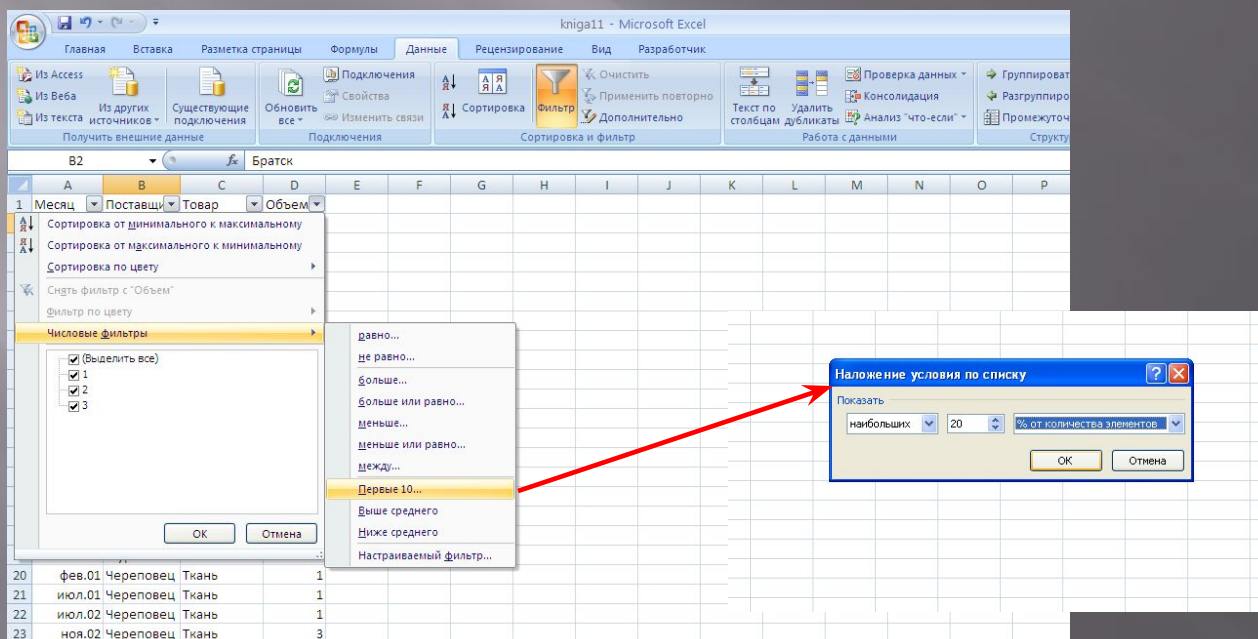 kniga11 - Microsoft Excel
Главная Вставка Разметка страницы Формулы Данные Рецензирование Вид Разработчик
Из Access
Из Веба
Из текста
Из других источников
Существующие подключения
Получить внешние данные
Обновить все
Подключения
Свойства
Изменить связи
Подключения
Сортировка
Фильтр
Очистить
Применить повторно
Дополнительно
Сортировка и фильтр
Текст по столбцам
Удалить дубликаты
Проверка данных
Консолидация
Анализ "что-если"
Работа с данными
Группироват
Разгруппиро
Промежуточ
Структу
B2 fx Братск
A B C D E F G H I J K L M N O P
1 Месяц Поставщи Товар Объем
Сортировка от минимального к максимальному
Сортировка от максимального к минимальному
Сортировка по цвету
Снять фильтр с "Объем"
Фильтр по цвету
Числовые фильтры
(Выделить все)
1
2
3
ОК Отмена
равно...
не равно...
больше...
больше или равно...
меньше...
меньше или равно...
между...
Первые 10...
Выше среднего
Ниже среднего
Настраиваемый фильтр...
Наложение условия по списку
Показать
наибольших 20 % от количества элементов
ОК Отмена
20 фев.01 Череповец Ткань 1
21 июл.01 Череповец Ткань 1
22 июл.02 Череповец Ткань 1
23 ноя.02 Череповец Ткань 3